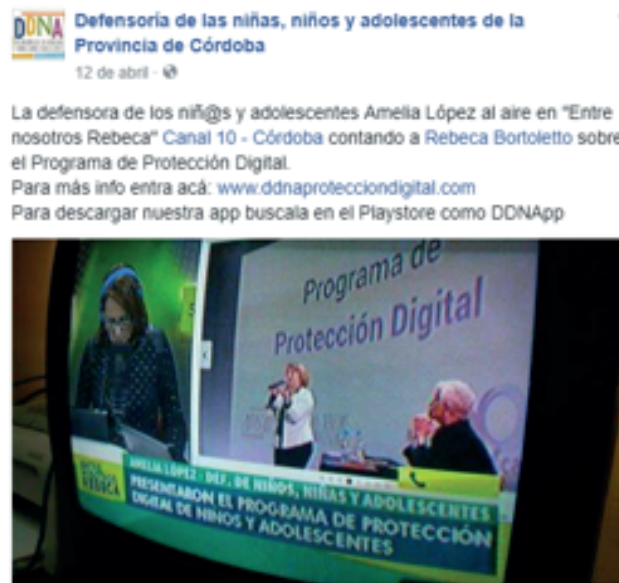 DDNA
Defensoría de las niñas, niños y adolescentes de la
Provincia de Córdoba
12 de abril ·
La defensora de los niñ@s y adolescentes Amelia López al aire en "Entre
nosotros Rebeca" Canal 10 - Córdoba contando a Rebeca Bortoletto sobre
el Programa de Protección Digital.
Para más info entra acá: www.ddnaprotecciondigital.com
Para descargar nuestra app buscala en el Playstore como DDNApp
Programa de
Protección Digital
AMELIA LÓPEZ - DEF. DE NIÑOS, NIÑAS Y ADOLESCENTES
REBECA
PRESENTARON EL PROGRAMA DE PROTECCIÓN
DIGITAL DE NIÑOS Y ADOLESCENTES